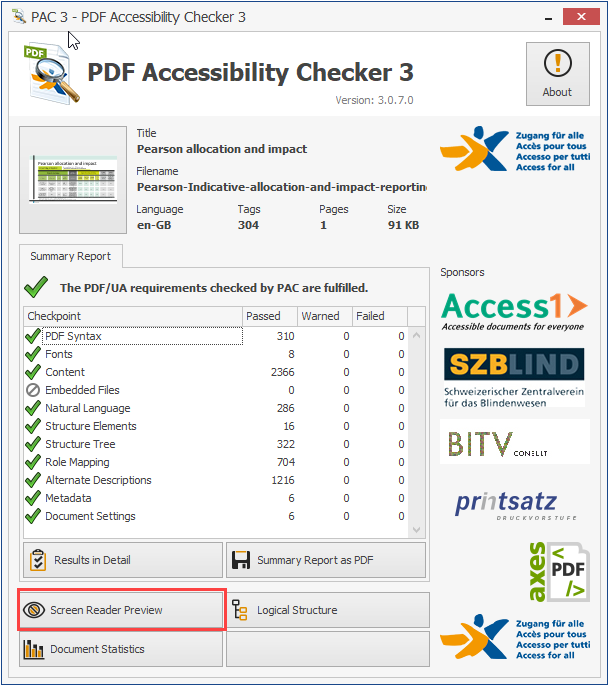 PAC 3 - PDF Accessibility Checker 3
PDF
PDF Accessibility Checker 3
Version: 3.0.7.0
About
Pearson allocation and impact
Title
Pearson allocation and impact
Filename
Pearson-Indicative-allocation-and-impact-reporting
Language Tags Pages Size
en-GB 304 1 91 KB
Zugang für alle
Accès pour tous
Accesso per tutti
Access for all
Summary Report
The PDF/UA requirements checked by PAC are fulfilled.
Checkpoint Passed Warned Failed
PDF Syntax 310 0 0
Fonts 8 0 0
Content 2366 0 0
Embedded Files 0 0 0
Natural Language 286 0 0
Structure Elements 16 0 0
Structure Tree 322 0 0
Role Mapping 704 0 0
Alternate Descriptions 1216 0 0
Metadata 6 0 0
Document Settings 6 0 0
Results in Detail
Summary Report as PDF
Screen Reader Preview
Logical Structure
Document Statistics
Sponsors
Access1
Accessible documents for everyone
SZBLIND
Schweizerischer Zentralverein
für das Blindenwesen
BITV CONSULT
printsatz
DRUCKVORSTUFE
axes
<
PDF
/>
Zugang für alle
Accès pour tous
Accesso per tutti
Access for all